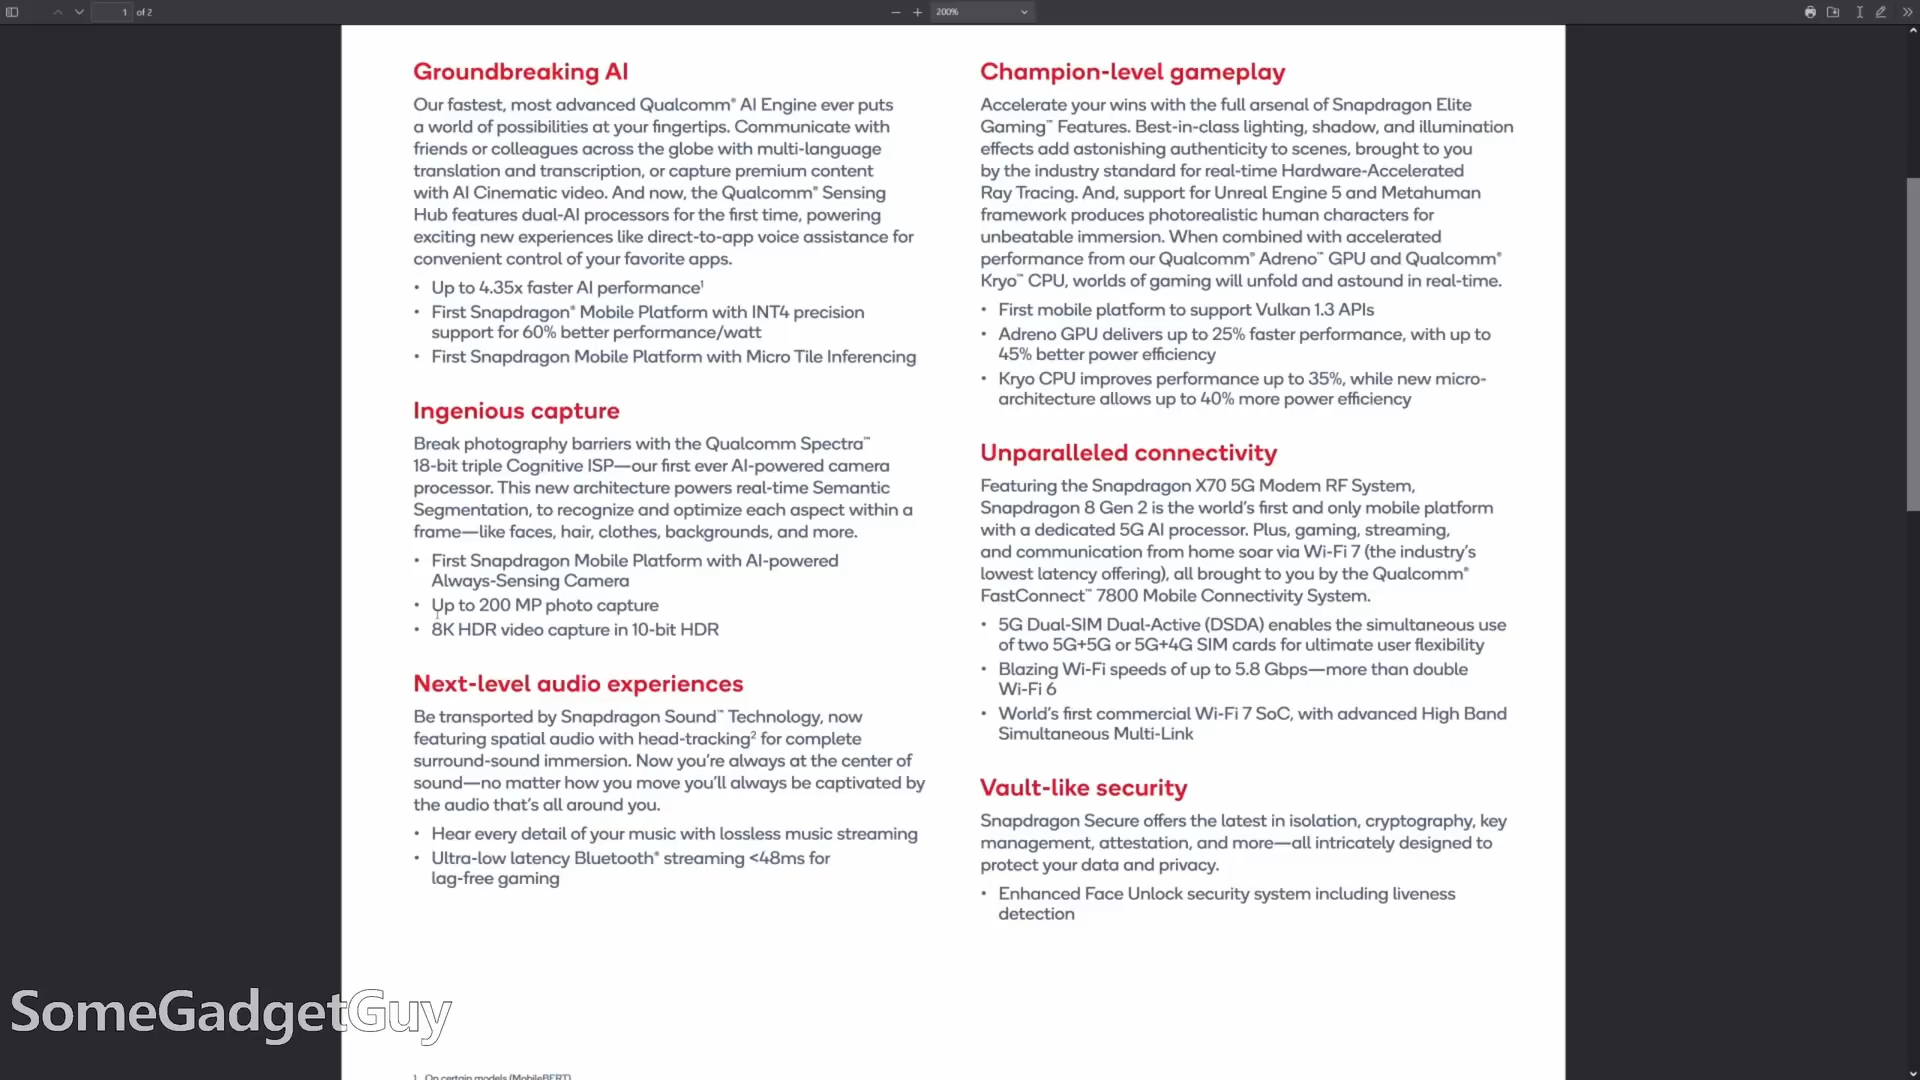 1 of 2
200%
Groundbreaking AI
Our fastest, most advanced Qualcomm® AI Engine ever puts
a world of possibilities at your fingertips. Communicate with
friends or colleagues across the globe with multi-language
translation and transcription, or capture premium content
with AI Cinematic video. And now, the Qualcomm® Sensing
Hub features dual-AI processors for the first time, powering
exciting new experiences like direct-to-app voice assistance for
convenient control of your favorite apps.
• Up to 4.35x faster AI performance¹
• First Snapdragon® Mobile Platform with INT4 precision
support for 60% better performance/watt
• First Snapdragon Mobile Platform with Micro Tile Inferencing
Ingenious capture
Break photography barriers with the Qualcomm Spectra™
18-bit triple Cognitive ISP—our first ever AI-powered camera
processor. This new architecture powers real-time Semantic
Segmentation, to recognize and optimize each aspect within a
frame—like faces, hair, clothes, backgrounds, and more.
• First Snapdragon Mobile Platform with AI-powered
Always-Sensing Camera
• Up to 200 MP photo capture
• 8K HDR video capture in 10-bit HDR
Next-level audio experiences
Be transported by Snapdragon Sound™ Technology, now
featuring spatial audio with head-tracking² for complete
surround-sound immersion. Now you're always at the center of
sound—no matter how you move you'll always be captivated by
the audio that's all around you.
• Hear every detail of your music with lossless music streaming
• Ultra-low latency Bluetooth® streaming <48ms for
lag-free gaming
Champion-level gameplay
Accelerate your wins with the full arsenal of Snapdragon Elite
Gaming™ Features. Best-in-class lighting, shadow, and illumination
effects add astonishing authenticity to scenes, brought to you
by the industry standard for real-time Hardware-Accelerated
Ray Tracing. And, support for Unreal Engine 5 and Metahuman
framework produces photorealistic human characters for
unbeatable immersion. When combined with accelerated
performance from our Qualcomm® Adreno™ GPU and Qualcomm®
Kryo™ CPU, worlds of gaming will unfold and astound in real-time.
• First mobile platform to support Vulkan 1.3 APIs
• Adreno GPU delivers up to 25% faster performance, with up to
45% better power efficiency
• Kryo CPU improves performance up to 35%, while new micro-
architecture allows up to 40% more power efficiency
Unparalleled connectivity
Featuring the Snapdragon X70 5G Modem RF System,
Snapdragon 8 Gen 2 is the world's first and only mobile platform
with a dedicated 5G AI processor. Plus, gaming, streaming,
and communication from home soar via Wi-Fi 7 (the industry's
lowest latency offering), all brought to you by the Qualcomm®
FastConnect™ 7800 Mobile Connectivity System.
• 5G Dual-SIM Dual-Active (DSDA) enables the simultaneous use
of two 5G+5G or 5G+4G SIM cards for ultimate user flexibility
• Blazing Wi-Fi speeds of up to 5.8 Gbps—more than double
Wi-Fi 6
• World's first commercial Wi-Fi 7 SoC, with advanced High Band
Simultaneous Multi-Link
Vault-like security
Snapdragon Secure offers the latest in isolation, cryptography, key
management, attestation, and more—all intricately designed to
protect your data and privacy.
• Enhanced Face Unlock security system including liveness
detection
SomeGadgetGuy
1. On certain models (MobileBERT)